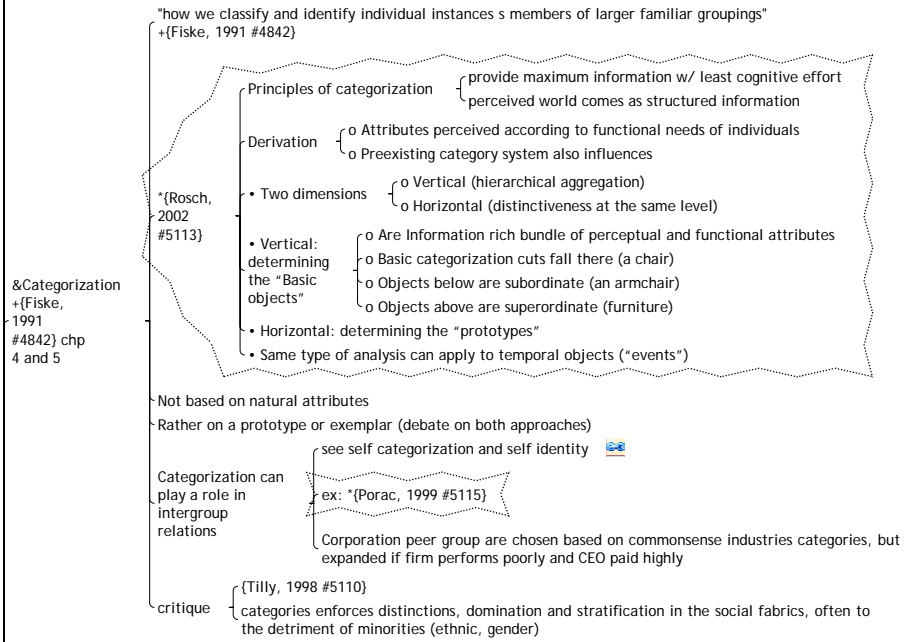 "how we classify and identify individual instances s members of larger familiar groupings"
+{Fiske, 1991 #4842}
Principles of categorization
provide maximum information w/ least cognitive effort
perceived world comes as structured information
Derivation
o Attributes perceived according to functional needs of individuals
o Preexisting category system also influences
*{Rosch,
2002
#5113}
• Two dimensions
o Vertical (hierarchical aggregation)
o Horizontal (distinctiveness at the same level)
• Vertical:
determining
the “Basic
objects”
o Are Information rich bundle of perceptual and functional attributes
o Basic categorization cuts fall there (a chair)
o Objects below are subordinate (an armchair)
o Objects above are superordinate (furniture)
• Horizontal: determining the “prototypes”
• Same type of analysis can apply to temporal objects (“events”)
&Categorization
+{Fiske,
1991
#4842} chp
4 and 5
Not based on natural attributes
Rather on a prototype or exemplar (debate on both approaches)
Categorization can
play a role in
intergroup
relations
see self categorization and self identity
ex: *{Porac, 1999 #5115}
Corporation peer group are chosen based on commonsense industries categories, but
expanded if firm performs poorly and CEO paid highly
critique
{Tilly, 1998 #5110}
categories enforces distinctions, domination and stratification in the social fabrics, often to
the detriment of minorities (ethnic, gender)